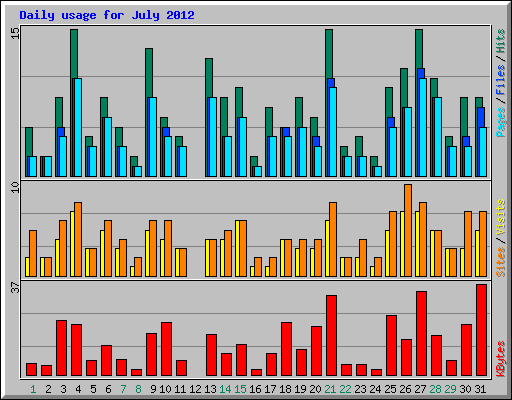 Daily usage for July 2012
15
10
37
Pages / Files / Hits
Sites / Visits
KBytes
1 2 3 4 5 6 7 8 9 10 11 12 13 14 15 16 17 18 19 20 21 22 23 24 25 26 27 28 29 30 31